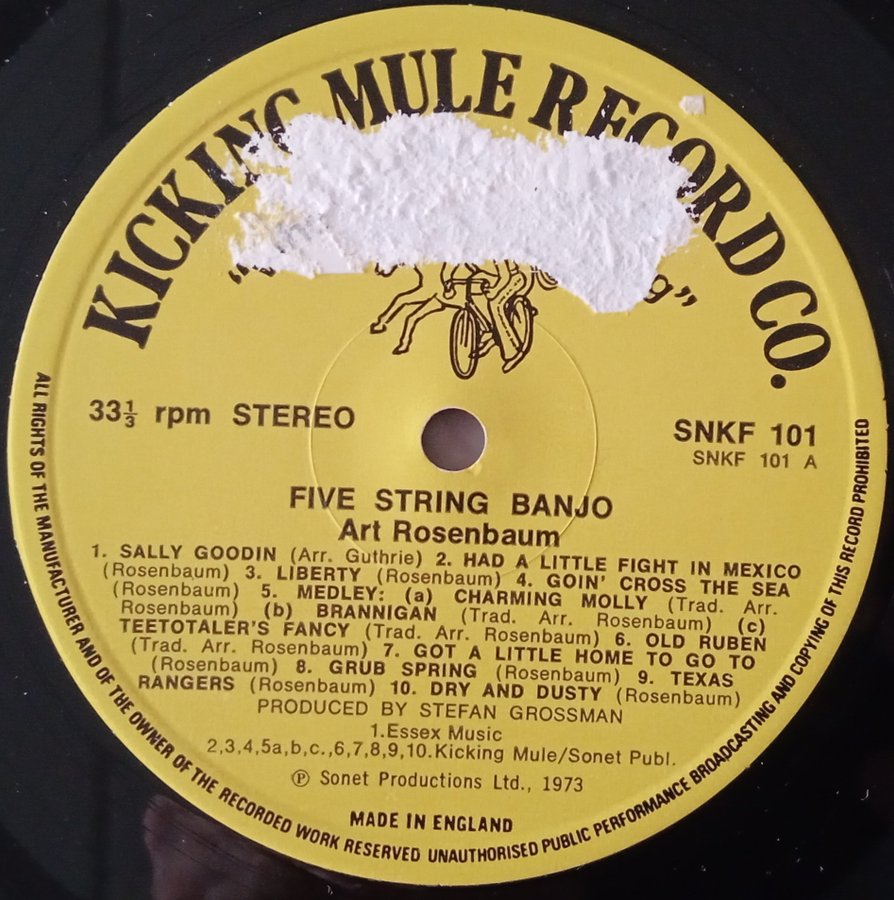 KICKING MULE RECORD CO.
33⅓ rpm STEREO
SNKF 101
SNKF 101 A
FIVE STRING BANJO
Art Rosenbaum
1. SALLY GOODIN (Arr. Guthrie) 2. HAD A LITTLE FIGHT IN MEXICO
(Rosenbaum) 3. LIBERTY (Rosenbaum) 4. GOIN' CROSS THE SEA
(Rosenbaum) 5. MEDLEY: (a) CHARMING MOLLY (Trad. Arr.
Rosenbaum) (b) BRANNIGAN (Trad. Arr. Rosenbaum) (c)
TEETOTALER'S FANCY (Trad. Arr. Rosenbaum) 6. OLD RUBEN
(Trad. Arr. Rosenbaum) 7. GOT A LITTLE HOME TO GO TO
(Rosenbaum) 8. GRUB SPRING (Rosenbaum) 9. TEXAS
RANGERS (Rosenbaum) 10. DRY AND DUSTY (Rosenbaum)
PRODUCED BY STEFAN GROSSMAN
1.Essex Music
2,3,4,5a,b,c.,6,7,8,9,10.Kicking Mule/Sonet Publ.
℗ Sonet Productions Ltd., 1973
MADE IN ENGLAND
ALL RIGHTS OF THE MANUFACTURER AND OF THE OWNER OF THE RECORDED WORK RESERVED UNAUTHORISED PUBLIC PERFORMANCE BROADCASTING AND COPYING OF THIS RECORD PROHIBITED